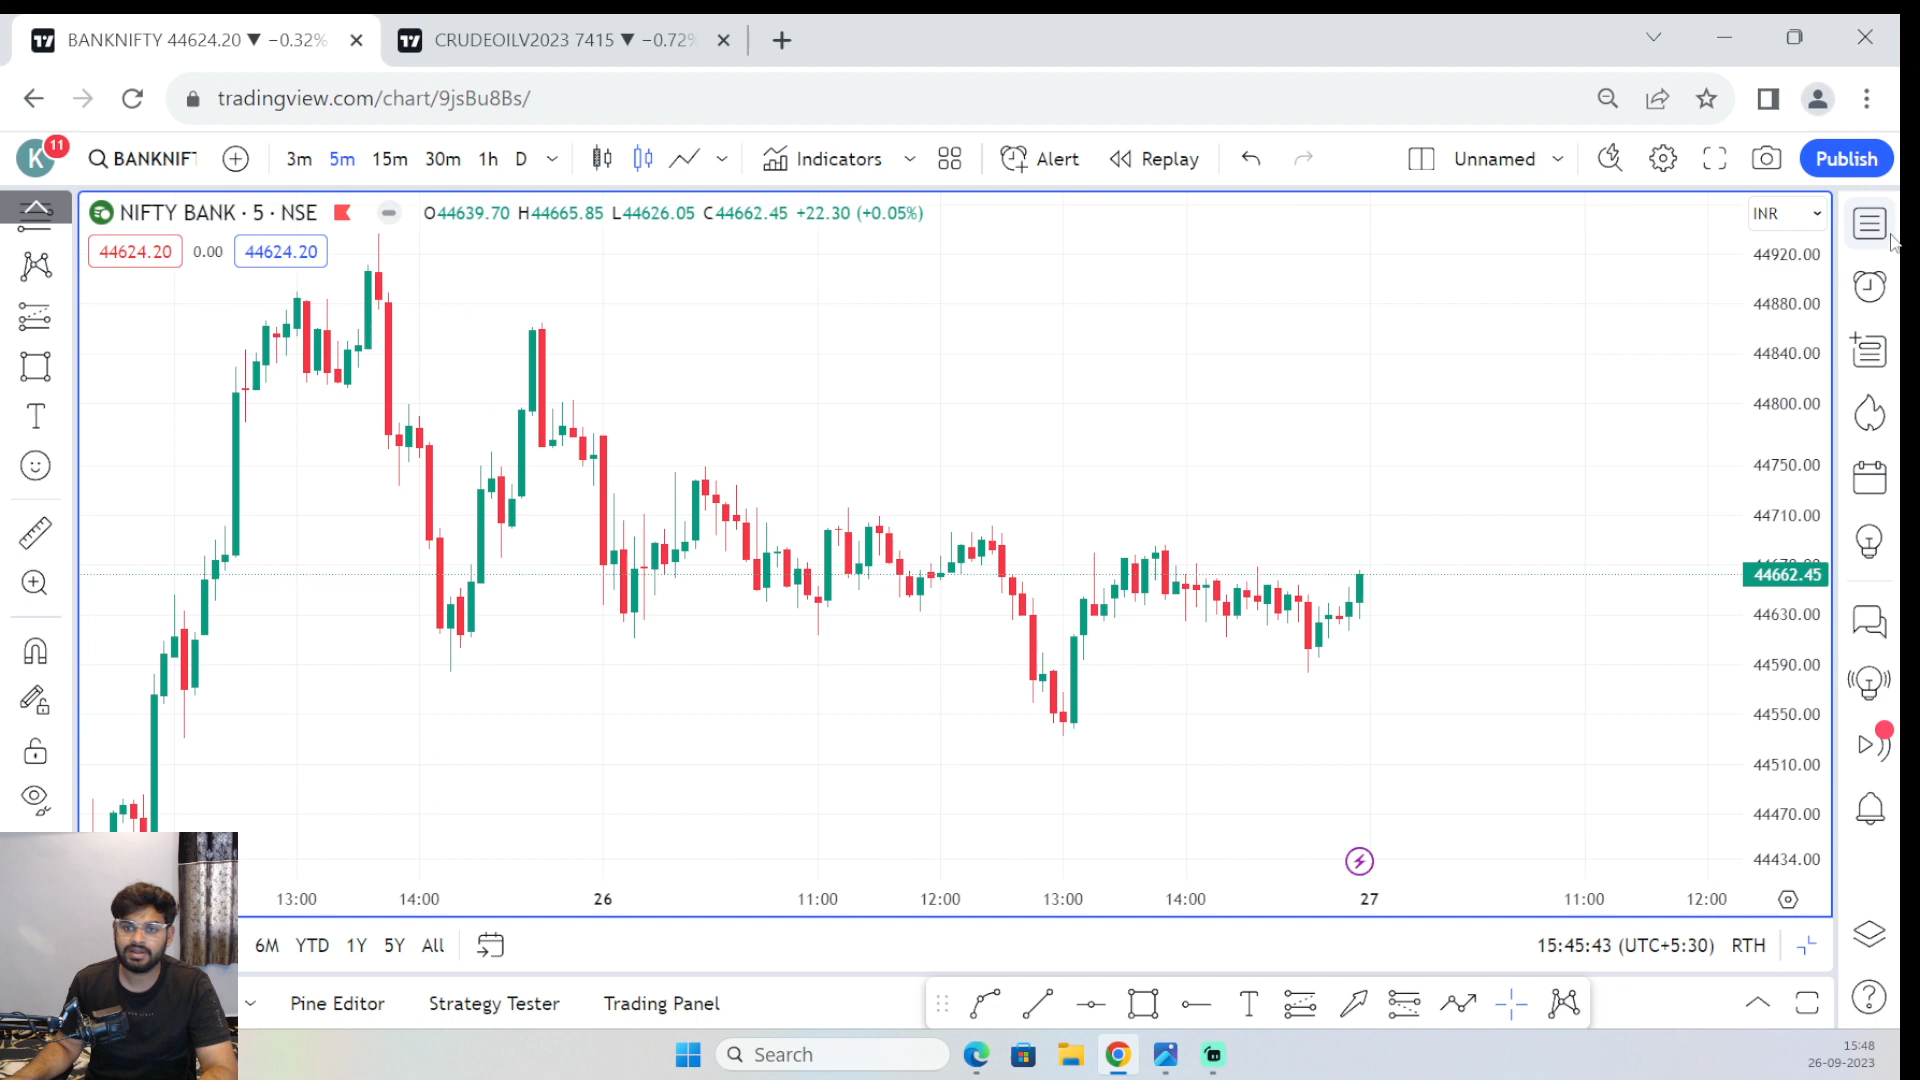 BANKNIFTY 44624.20 ▼ −0.32%
CRUDEOILV2023 7415 ▼ −0.72%
tradingview.com/chart/9jsBu8Bs/
K 11
BANKNIFT
3m 5m 15m 30m 1h D
Indicators
Alert
Replay
Unnamed
Publish
NIFTY BANK · 5 · NSE
O44639.70 H44665.85 L44626.05 C44662.45 +22.30 (+0.05%)
INR
44624.20 0.00 44624.20
44920.00
44880.00
44840.00
44800.00
44750.00
44710.00
44662.45
44630.00
44590.00
44550.00
44510.00
44470.00
44434.00
13:00 14:00 26 11:00 12:00 13:00 14:00 27 11:00 12:00
6M YTD 1Y 5Y All
15:45:43 (UTC+5:30) RTH
Pine Editor Strategy Tester Trading Panel
Search
15:48
26-09-2023